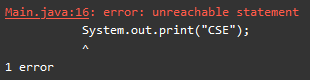 Main.java:16: error: unreachable statement
System.out.print("CSE");
^
1 error